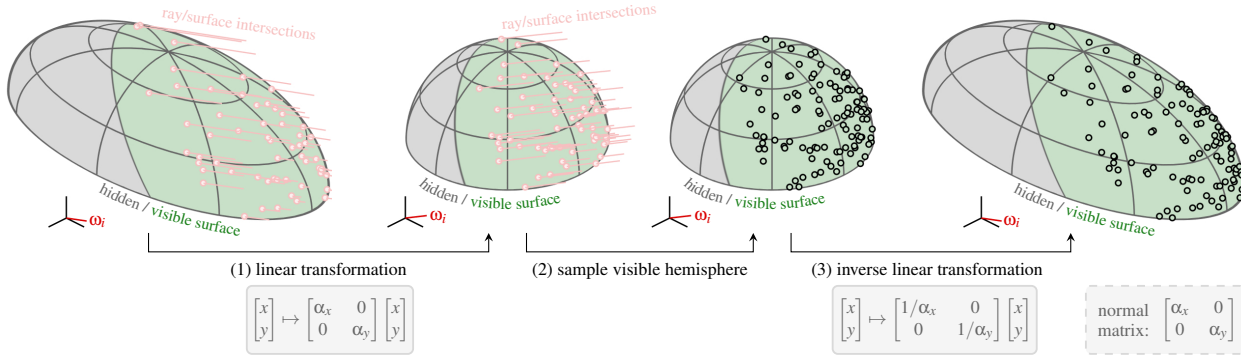 ray/surface intersections
ray/surface intersections
hidden / visible surface
hidden / visible surface
hidden / visible surface
hidden / visible surface
ωi
ωi
ωi
ωi
(1) linear transformation
(2) sample visible hemisphere
(3) inverse linear transformation
[x y] ↦ [αx 0 0 αy] [x y]
[x y] ↦ [1/αx 0 0 1/αy] [x y]
normal matrix: [αx 0 0 αy]